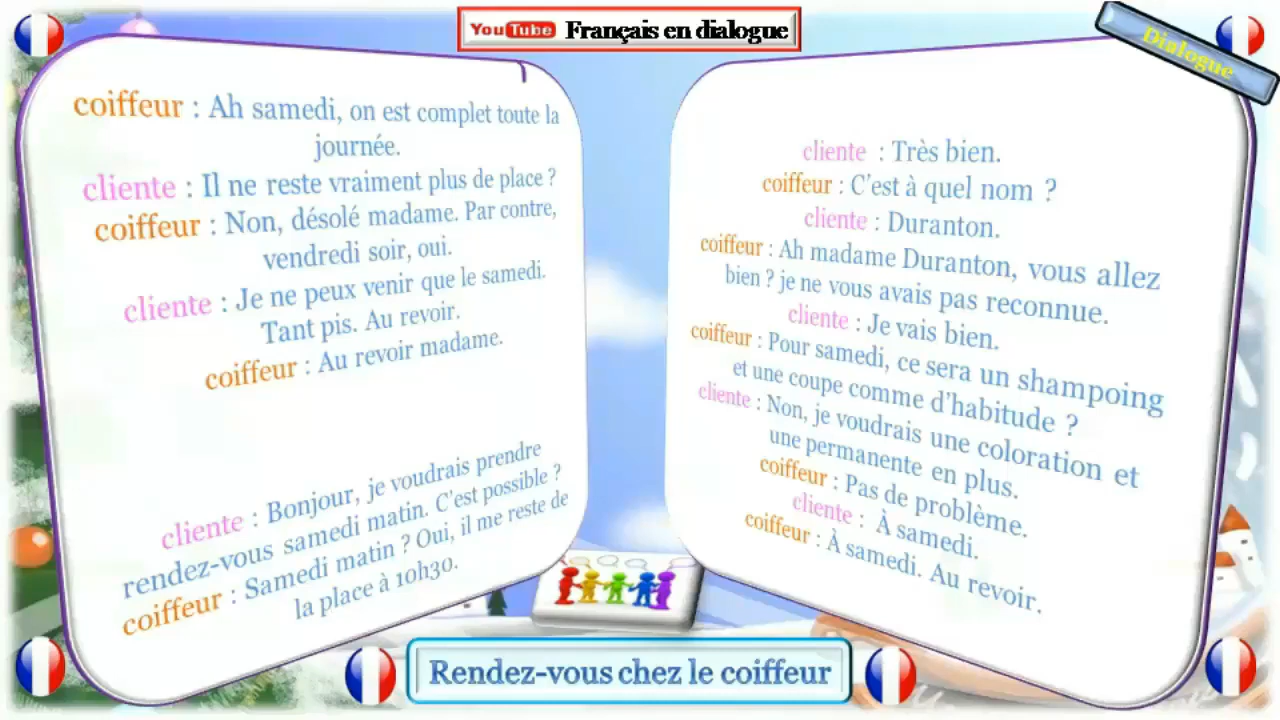 YouTube Français en dialogue
Dialogue
coiffeur : Ah samedi, on est complet toute la
journée.
cliente : Il ne reste vraiment plus de place ?
coiffeur : Non, désolé madame. Par contre,
vendredi soir, oui.
cliente : Je ne peux venir que le samedi.
Tant pis. Au revoir.
coiffeur : Au revoir madame.
cliente : Bonjour, je voudrais prendre
rendez-vous samedi matin. C'est possible ?
coiffeur : Samedi matin ? Oui, il me reste de
la place à 10h30.
cliente : Très bien.
coiffeur : C'est à quel nom ?
cliente : Duranton.
coiffeur : Ah madame Duranton, vous allez
bien ? je ne vous avais pas reconnue.
cliente : Je vais bien.
coiffeur : Pour samedi, ce sera un shampoing
et une coupe comme d'habitude ?
cliente : Non, je voudrais une coloration et
une permanente en plus.
coiffeur : Pas de problème.
cliente : À samedi.
coiffeur : À samedi. Au revoir.
Rendez-vous chez le coiffeur